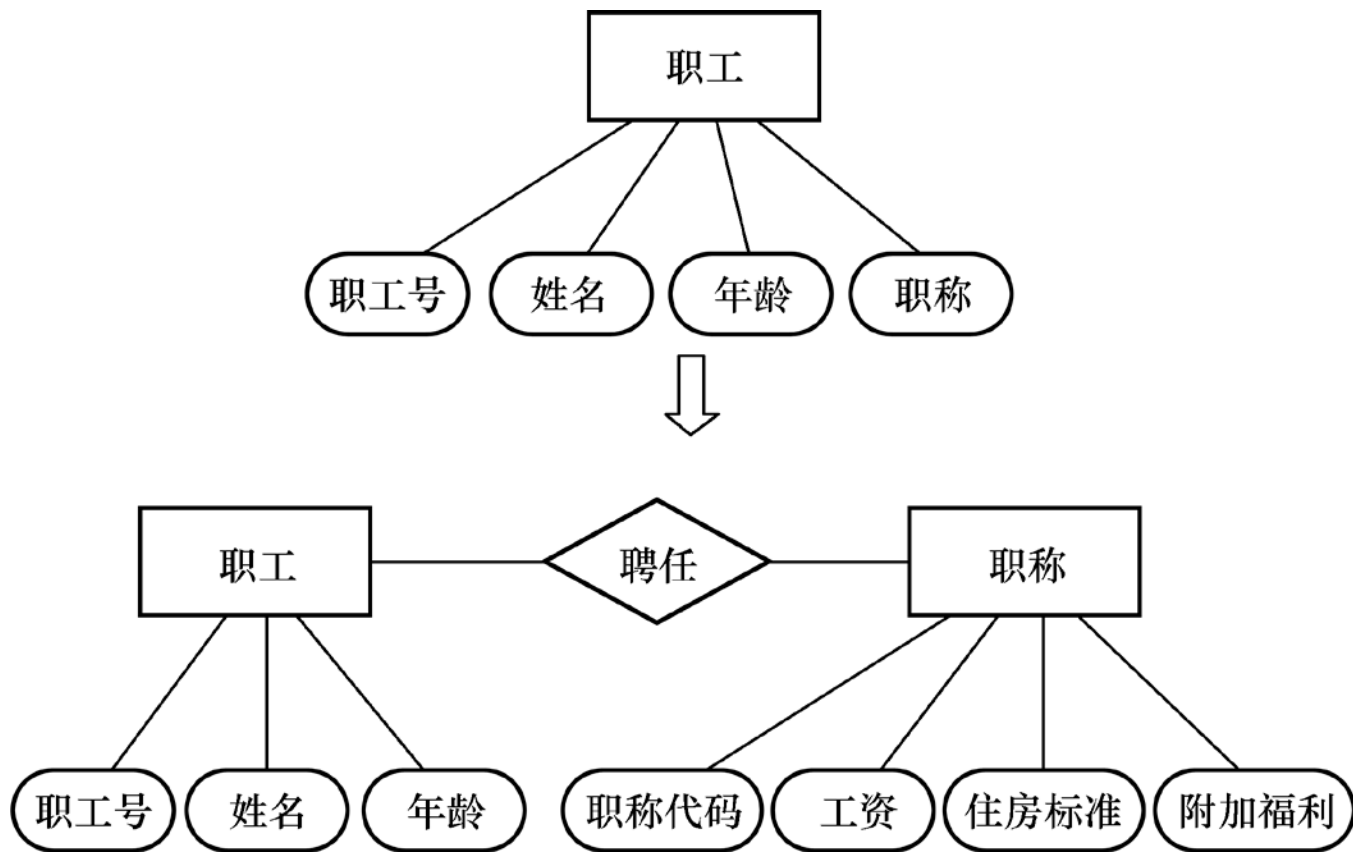 职工
职工号 姓名 年龄 职称
职工 聘任 职称
职工号 姓名 年龄 职称代码 工资 住房标准 附加福利